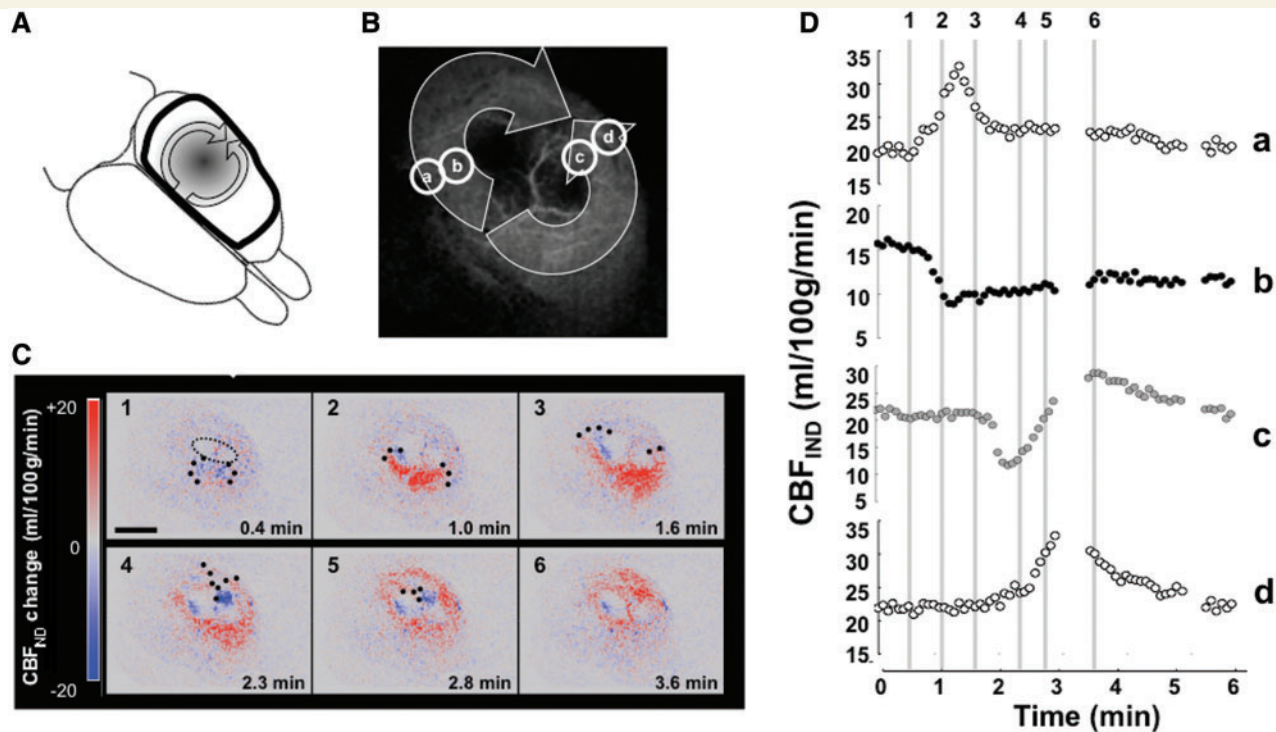 A
B
a
b
c
d
C
CBF_ND change (ml/100g/min)
+20
0
-20
1
0.4 min
2
1.0 min
3
1.6 min
4
2.3 min
5
2.8 min
6
3.6 min
D
1 2 3 4 5 6
CBF_IND (ml/100g/min)
35
30
25
20
15
a
20
15
10
5
b
30
25
20
15
10
5
c
35
30
25
20
15
d
0 1 2 3 4 5 6
Time (min)